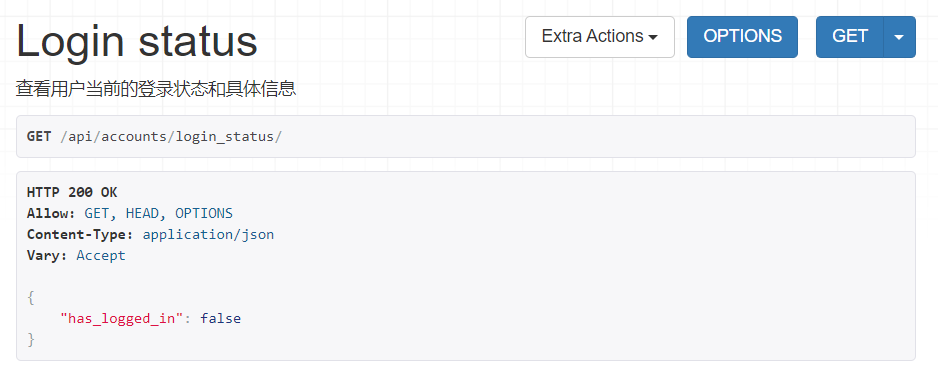 Login status
Extra Actions
OPTIONS
GET
查看用户当前的登录状态和具体信息
GET /api/accounts/login_status/
HTTP 200 OK
Allow: GET, HEAD, OPTIONS
Content-Type: application/json
Vary: Accept
{
    "has_logged_in": false
}